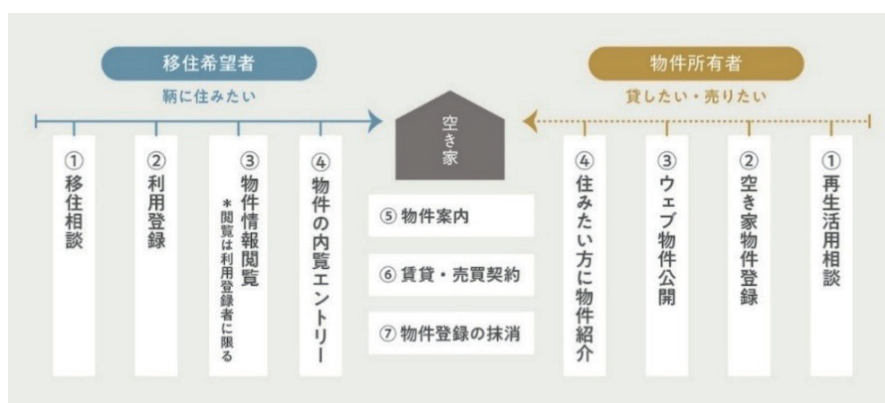 移住希望者
鞆に住みたい
①移住相談
②利用登録
③物件情報閲覧
*閲覧は利用登録者に限る
④物件の内覧エントリー
空き家
⑤物件案内
⑥賃貸・売買契約
⑦物件登録の抹消
物件所有者
貸したい・売りたい
①再生活用相談
②空き家物件登録
③ウェブ物件公開
④住みたい方に物件紹介